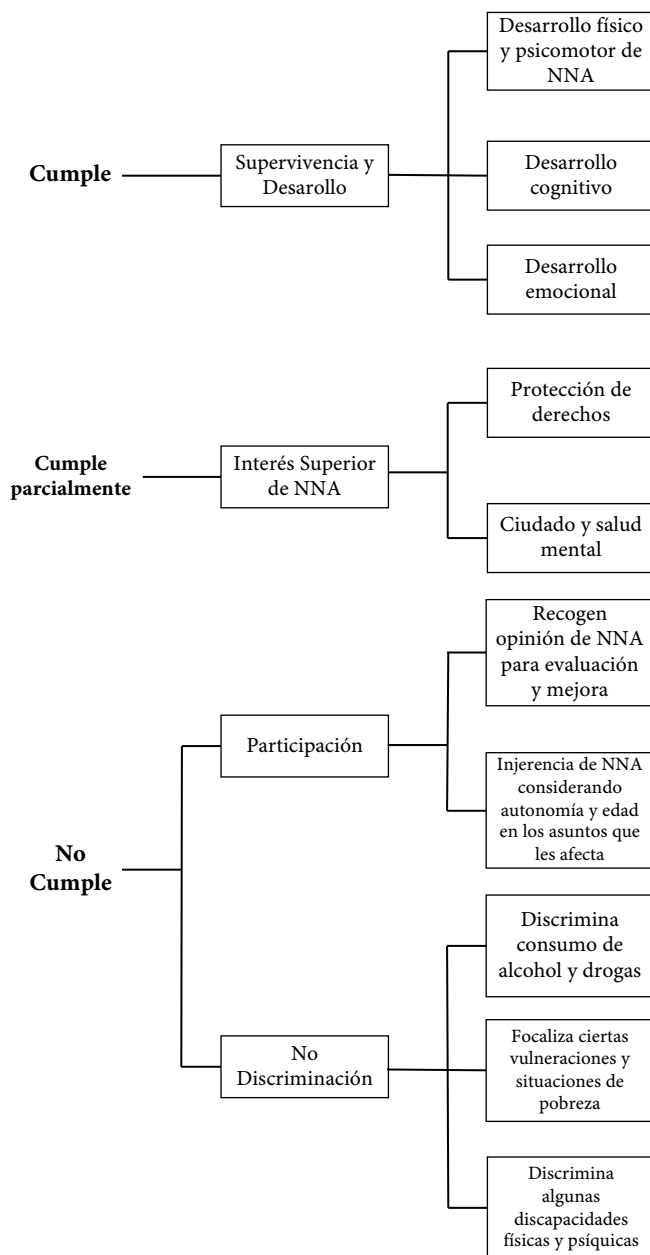 Cumple
Supervivencia y
Desarollo
Desarrollo físico
y psicomotor de
NNA
Desarrollo
cognitivo
Desarrollo
emocional
Cumple
parcialmente
Interés Superior
de NNA
Protección de
derechos
Ciudado y salud
mental
No
Cumple
Participación
Recogen
opinión de NNA
para evaluación
y mejora
Injerencia de NNA
considerando
autonomía y edad
en los asuntos que
les afecta
No
Discriminación
Discrimina
consumo de
alcohol y drogas
Focaliza ciertas
vulneraciones y
situaciones de
pobreza
Discrimina
algunas
discapacidades
físicas y psíquicas